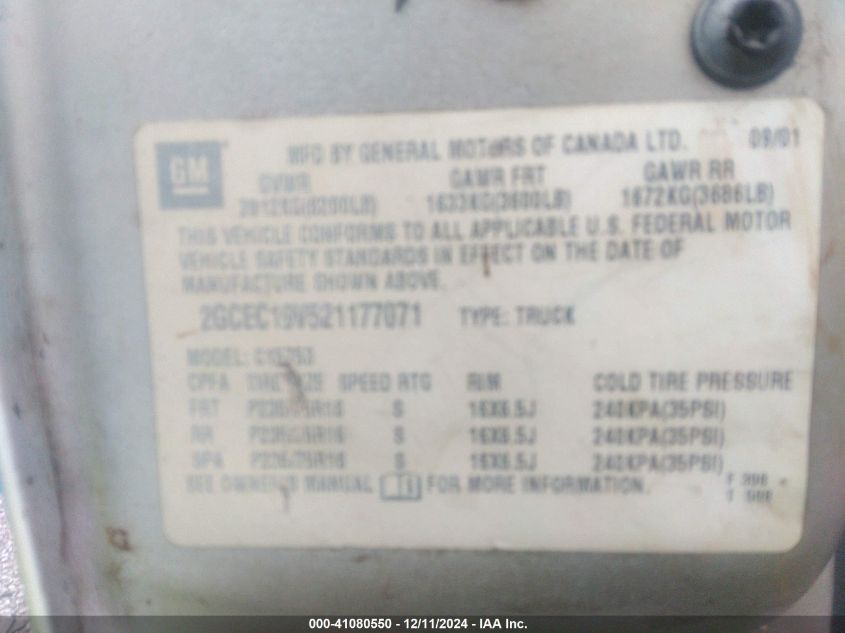 GM
MFD BY GENERAL MOTORS OF CANADA LTD. 09/01
GVWR GAWR FRT GAWR RR
2812KG(6200LB) 1633KG(3600LB) 1672KG(3686LB)
THIS VEHICLE CONFORMS TO ALL APPLICABLE U.S. FEDERAL MOTOR
VEHICLE SAFETY STANDARDS IN EFFECT ON THE DATE OF
MANUFACTURE SHOWN ABOVE.
2GCEC19V521177071 TYPE: TRUCK
MODEL: C15753
CPFA TIRE SIZE SPEED RTG RIM COLD TIRE PRESSURE
FRT S 16X6.5J 240KPA(35PSI)
RR S 16X6.5J 240KPA(35PSI)
SPA S 16X6.5J 240KPA(35PSI)
SEE OWNER'S MANUAL FOR MORE INFORMATION.
000-41080550 - 12/11/2024 - IAA Inc.